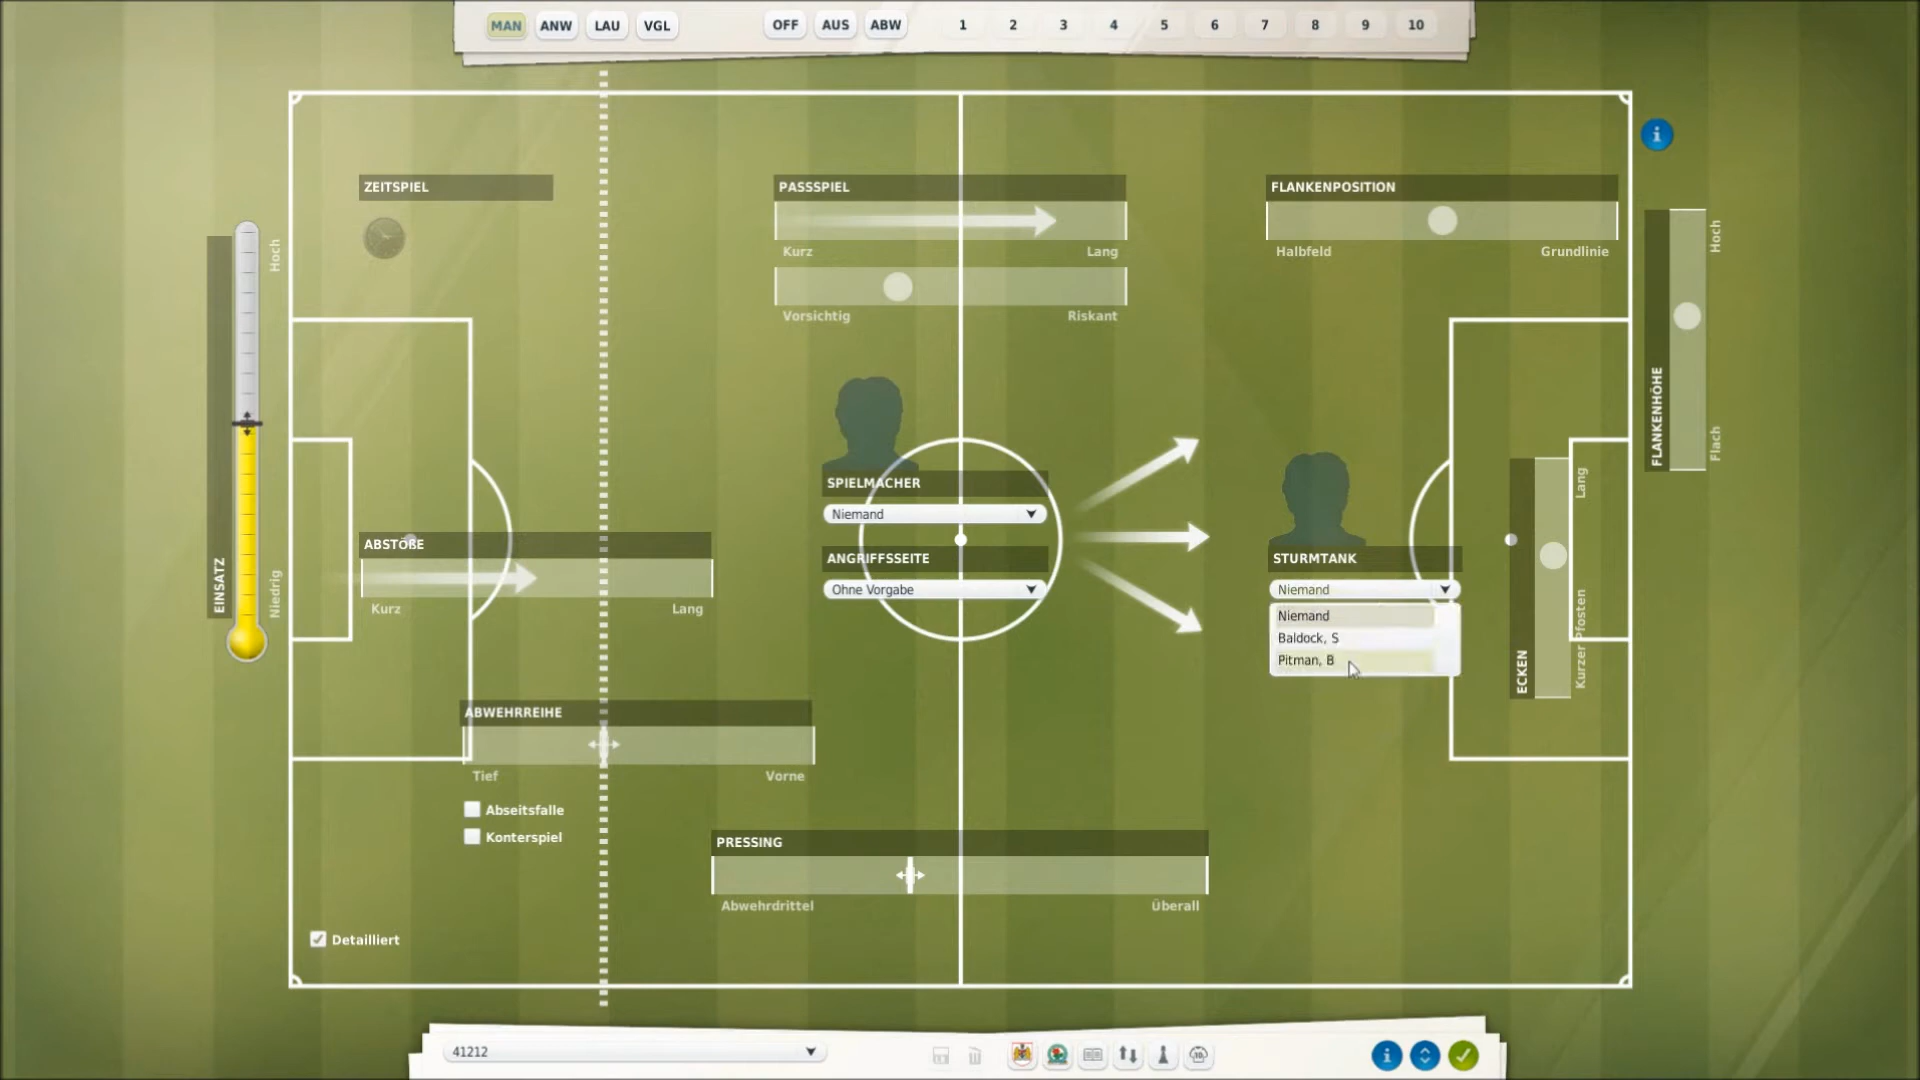 MAN ANW LAU VGL OFF AUS ABW 1 2 3 4 5 6 7 8 9 10
ZEITSPIEL
PASSSPIEL
Kurz Lang
Vorsichtig Riskant
FLANKENPOSITION
Halbfeld Grundlinie
FLANKENHÖHE
Hoch
Flach
EINSATZ
Hoch
Niedrig
SPIELMACHER
Niemand
ANGRIFFSSEITE
Ohne Vorgabe
ABSTÖßE
Kurz Lang
STURMTANK
Niemand
Niemand
Baldock, S
Pitman, B
ECKEN
Lang
Kurzer Pfosten
ABWEHRREIHE
Tief Vorne
Abseitsfalle
Konterspiel
PRESSING
Abwehrdrittel Überall
Detailliert
41212